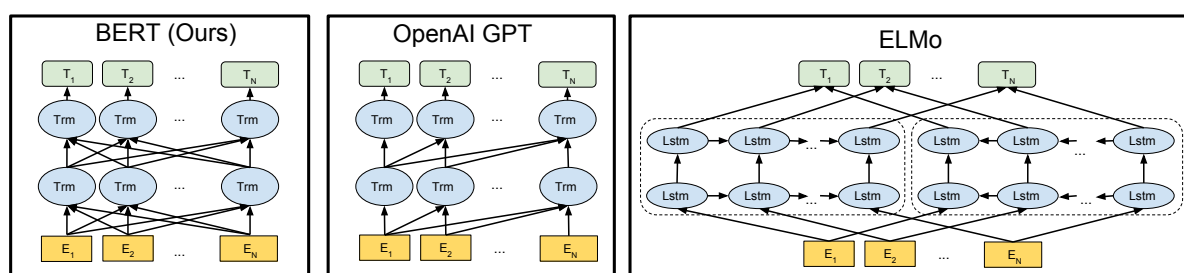 BERT (Ours)
T1 T2 ... TN
Trm Trm ... Trm
Trm Trm ... Trm
E1 E2 ... EN
OpenAI GPT
T1 T2 ... TN
Trm Trm ... Trm
Trm Trm ... Trm
E1 E2 ... EN
ELMo
T1 T2 ... TN
Lstm Lstm ... Lstm Lstm Lstm ... Lstm
Lstm Lstm ... Lstm Lstm Lstm ... Lstm
E1 E2 ... EN